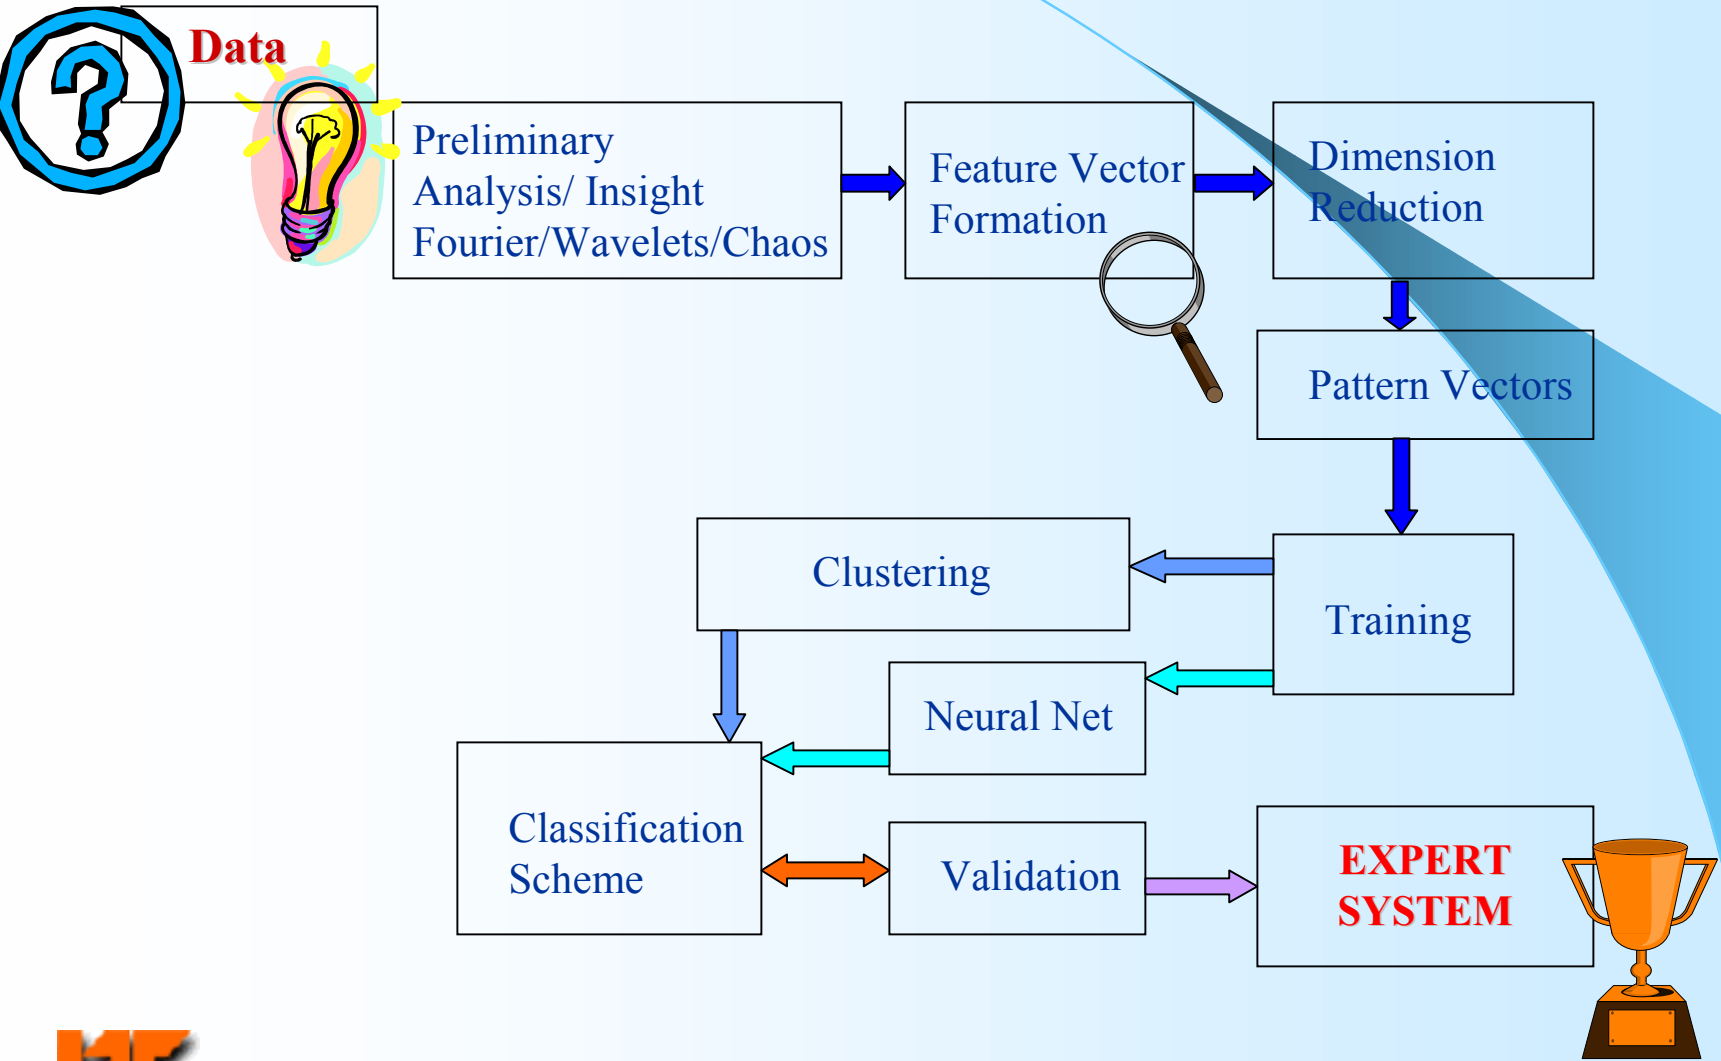 Data
Preliminary
Analysis/ Insight
Fourier/Wavelets/Chaos
Feature Vector
Formation
Dimension
Reduction
Pattern Vectors
Clustering
Training
Neural Net
Classification
Scheme
Validation
EXPERT
SYSTEM